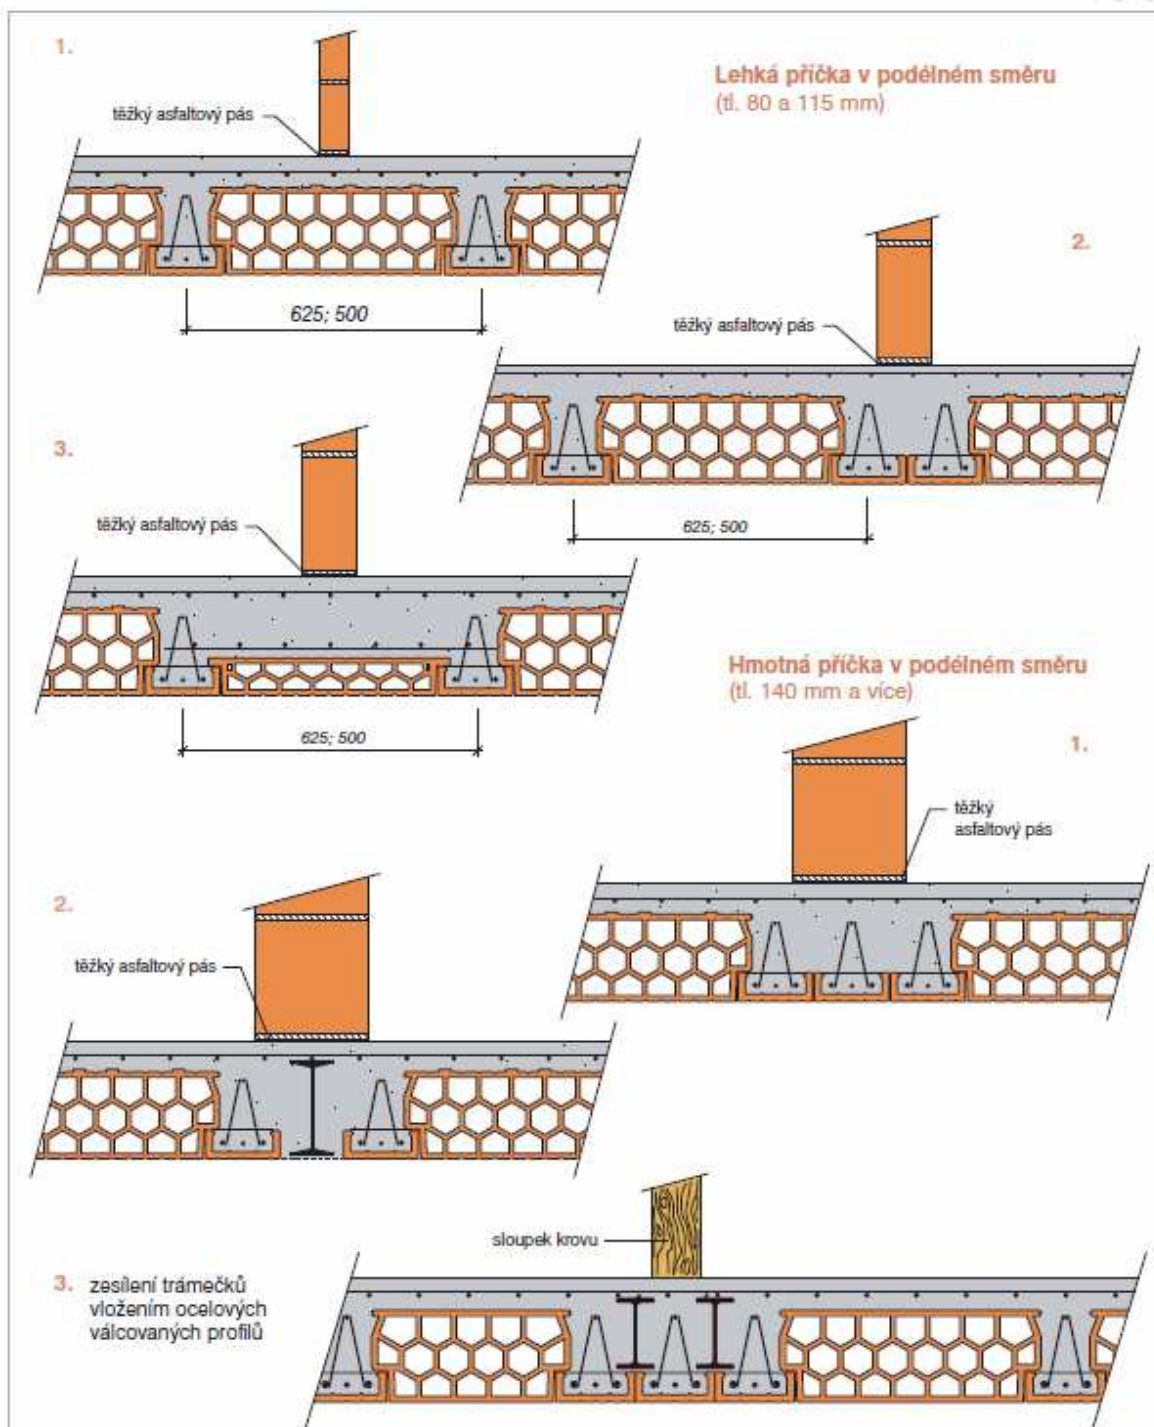 1.
Lehká příčka v podélném směru
(tl. 80 a 115 mm)
těžký asfaltový pás
625; 500
2.
těžký asfaltový pás
625; 500
3.
těžký asfaltový pás
625; 500
Hmotná příčka v podélném směru
(tl. 140 mm a více)
1.
těžký
asfaltový pás
2.
těžký asfaltový pás
sloupek krovu
3. zesílení trámečků
vložením ocelových
válcovaných profilů